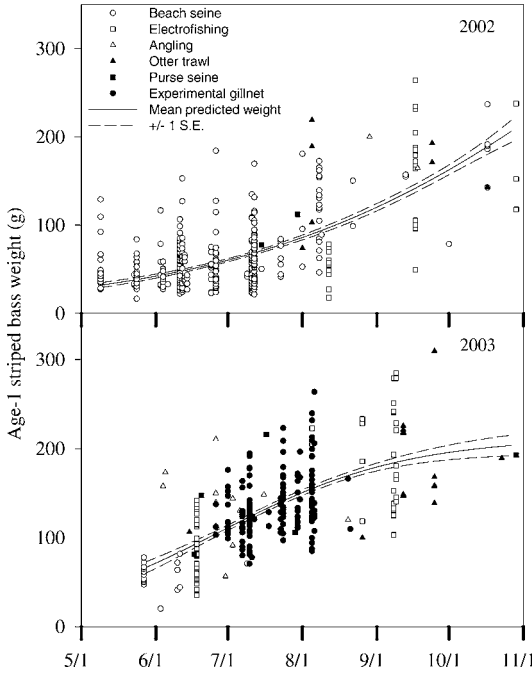 300
200
100
0
Beach seine
Electrofishing
Angling
Otter trawl
Purse seine
Experimental gillnet
Mean predicted weight
+/- 1 S.E.
2002
Age-1 striped bass weight (g)
300
200
100
0
2003
5/1 6/1 7/1 8/1 9/1 10/1 11/1